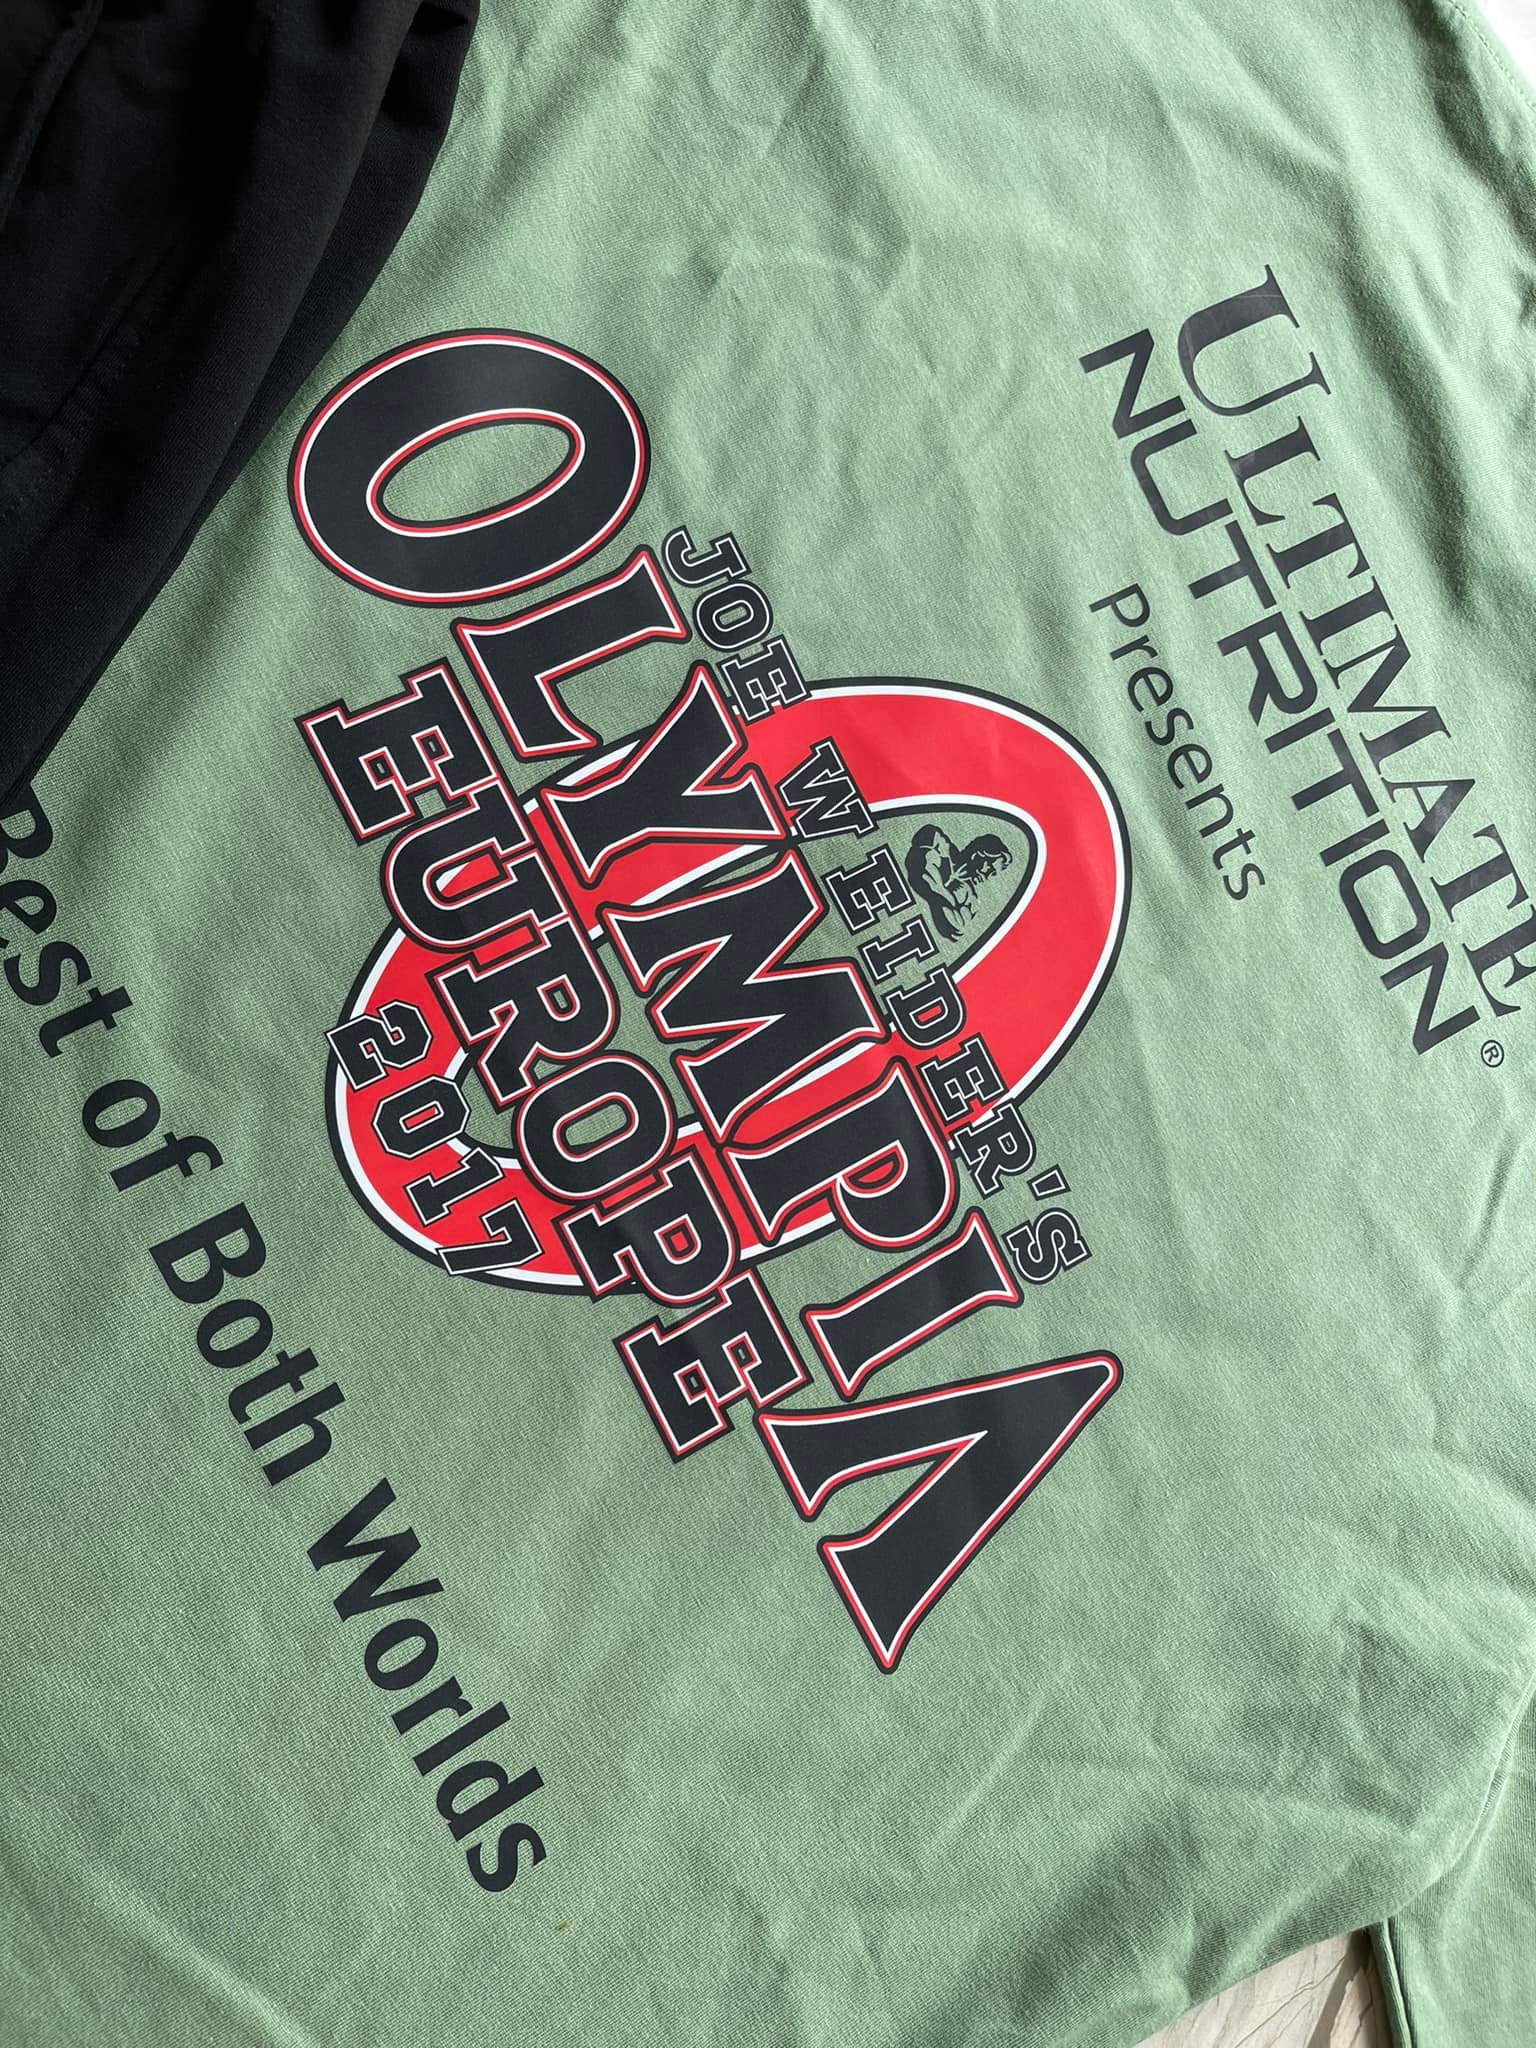 ULTIMATE
NUTRITION®
Presents
JOE WEIDER'S
OLYMPIA
EUROPE
2017
Best of Both Worlds